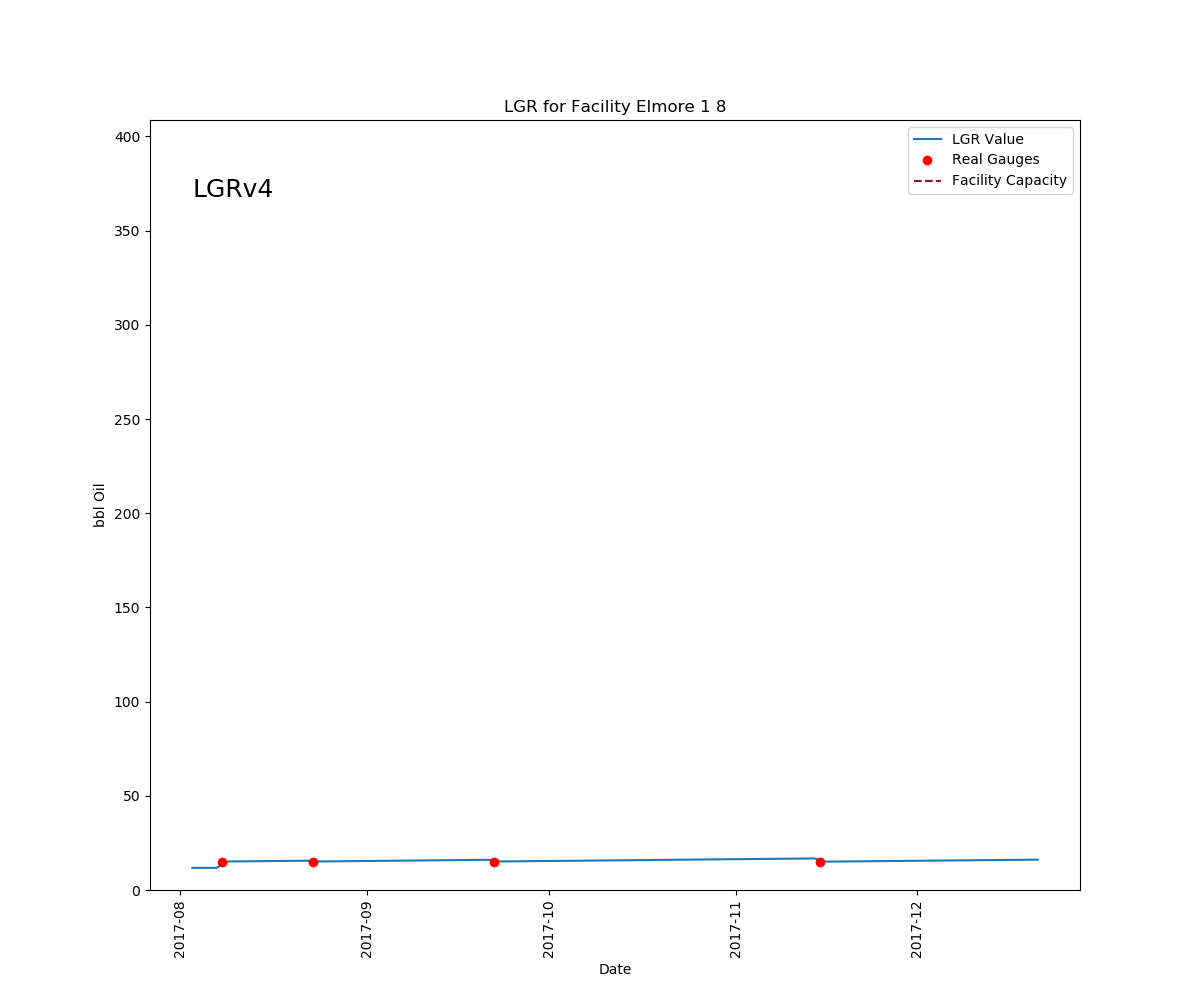 LGR for Facility Elmore 1 8
LGRv4
LGR Value
Real Gauges
Facility Capacity
400
350
300
250
200
150
100
50
0
bbl Oil
2017-08
2017-09
2017-10
2017-11
2017-12
Date